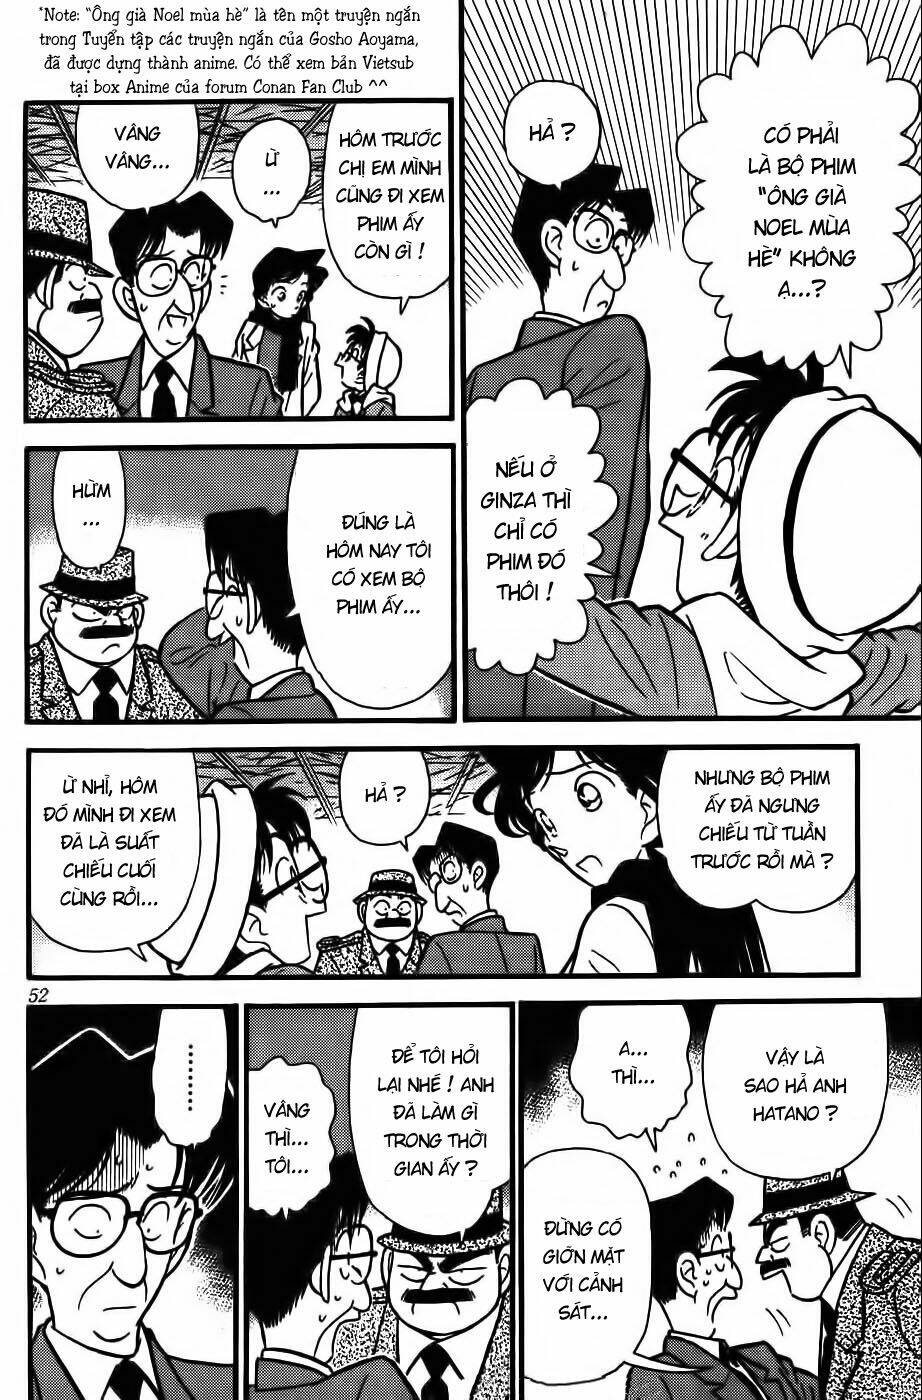 *Note: "Ông già Noel mùa hè" là tên một truyện ngắn
trong Tuyển tập các truyện ngắn của Gosho Aoyama,
đã được dựng thành anime. Có thể xem bản Vietsub
tại box Anime của forum Conan Fan Club ^^
CÓ PHẢI
LÀ BỘ PHIM
"ÔNG GIÀ
NOEL MÙA
HÈ" KHÔNG
Ạ...?
HẢ ?
NẾU Ở
GINZA THÌ
CHỈ CÓ
PHIM ĐÓ
THÔI !
HÔM TRƯỚC
CHỊ EM MÌNH
CŨNG ĐI XEM
PHIM ẤY
CÒN GÌ !
Ừ
...
VÂNG
VÂNG...
ĐÚNG LÀ
HÔM NAY TÔI
CÓ XEM BỘ
PHIM ẤY...
HỪM
...
NHƯNG BỘ PHIM
ẤY ĐÃ NGƯNG
CHIẾU TỪ TUẦN
TRƯỚC RỒI MÀ ?
HẢ ?
Ừ NHỈ, HÔM
ĐÓ MÌNH ĐI XEM
ĐÃ LÀ SUẤT
CHIẾU CUỐI
CÙNG RỒI...
52
VẬY LÀ
SAO HẢ ANH
HATANO ?
A...
THÌ...
ĐỪNG CÓ
GIỠN MẶT
VỚI CẢNH
SÁT...
ĐỂ TÔI HỎI
LẠI NHÉ ! ANH
ĐÃ LÀM GÌ
TRONG THỜI
GIAN ẤY ?
VÂNG
THÌ...
TÔI...
.........